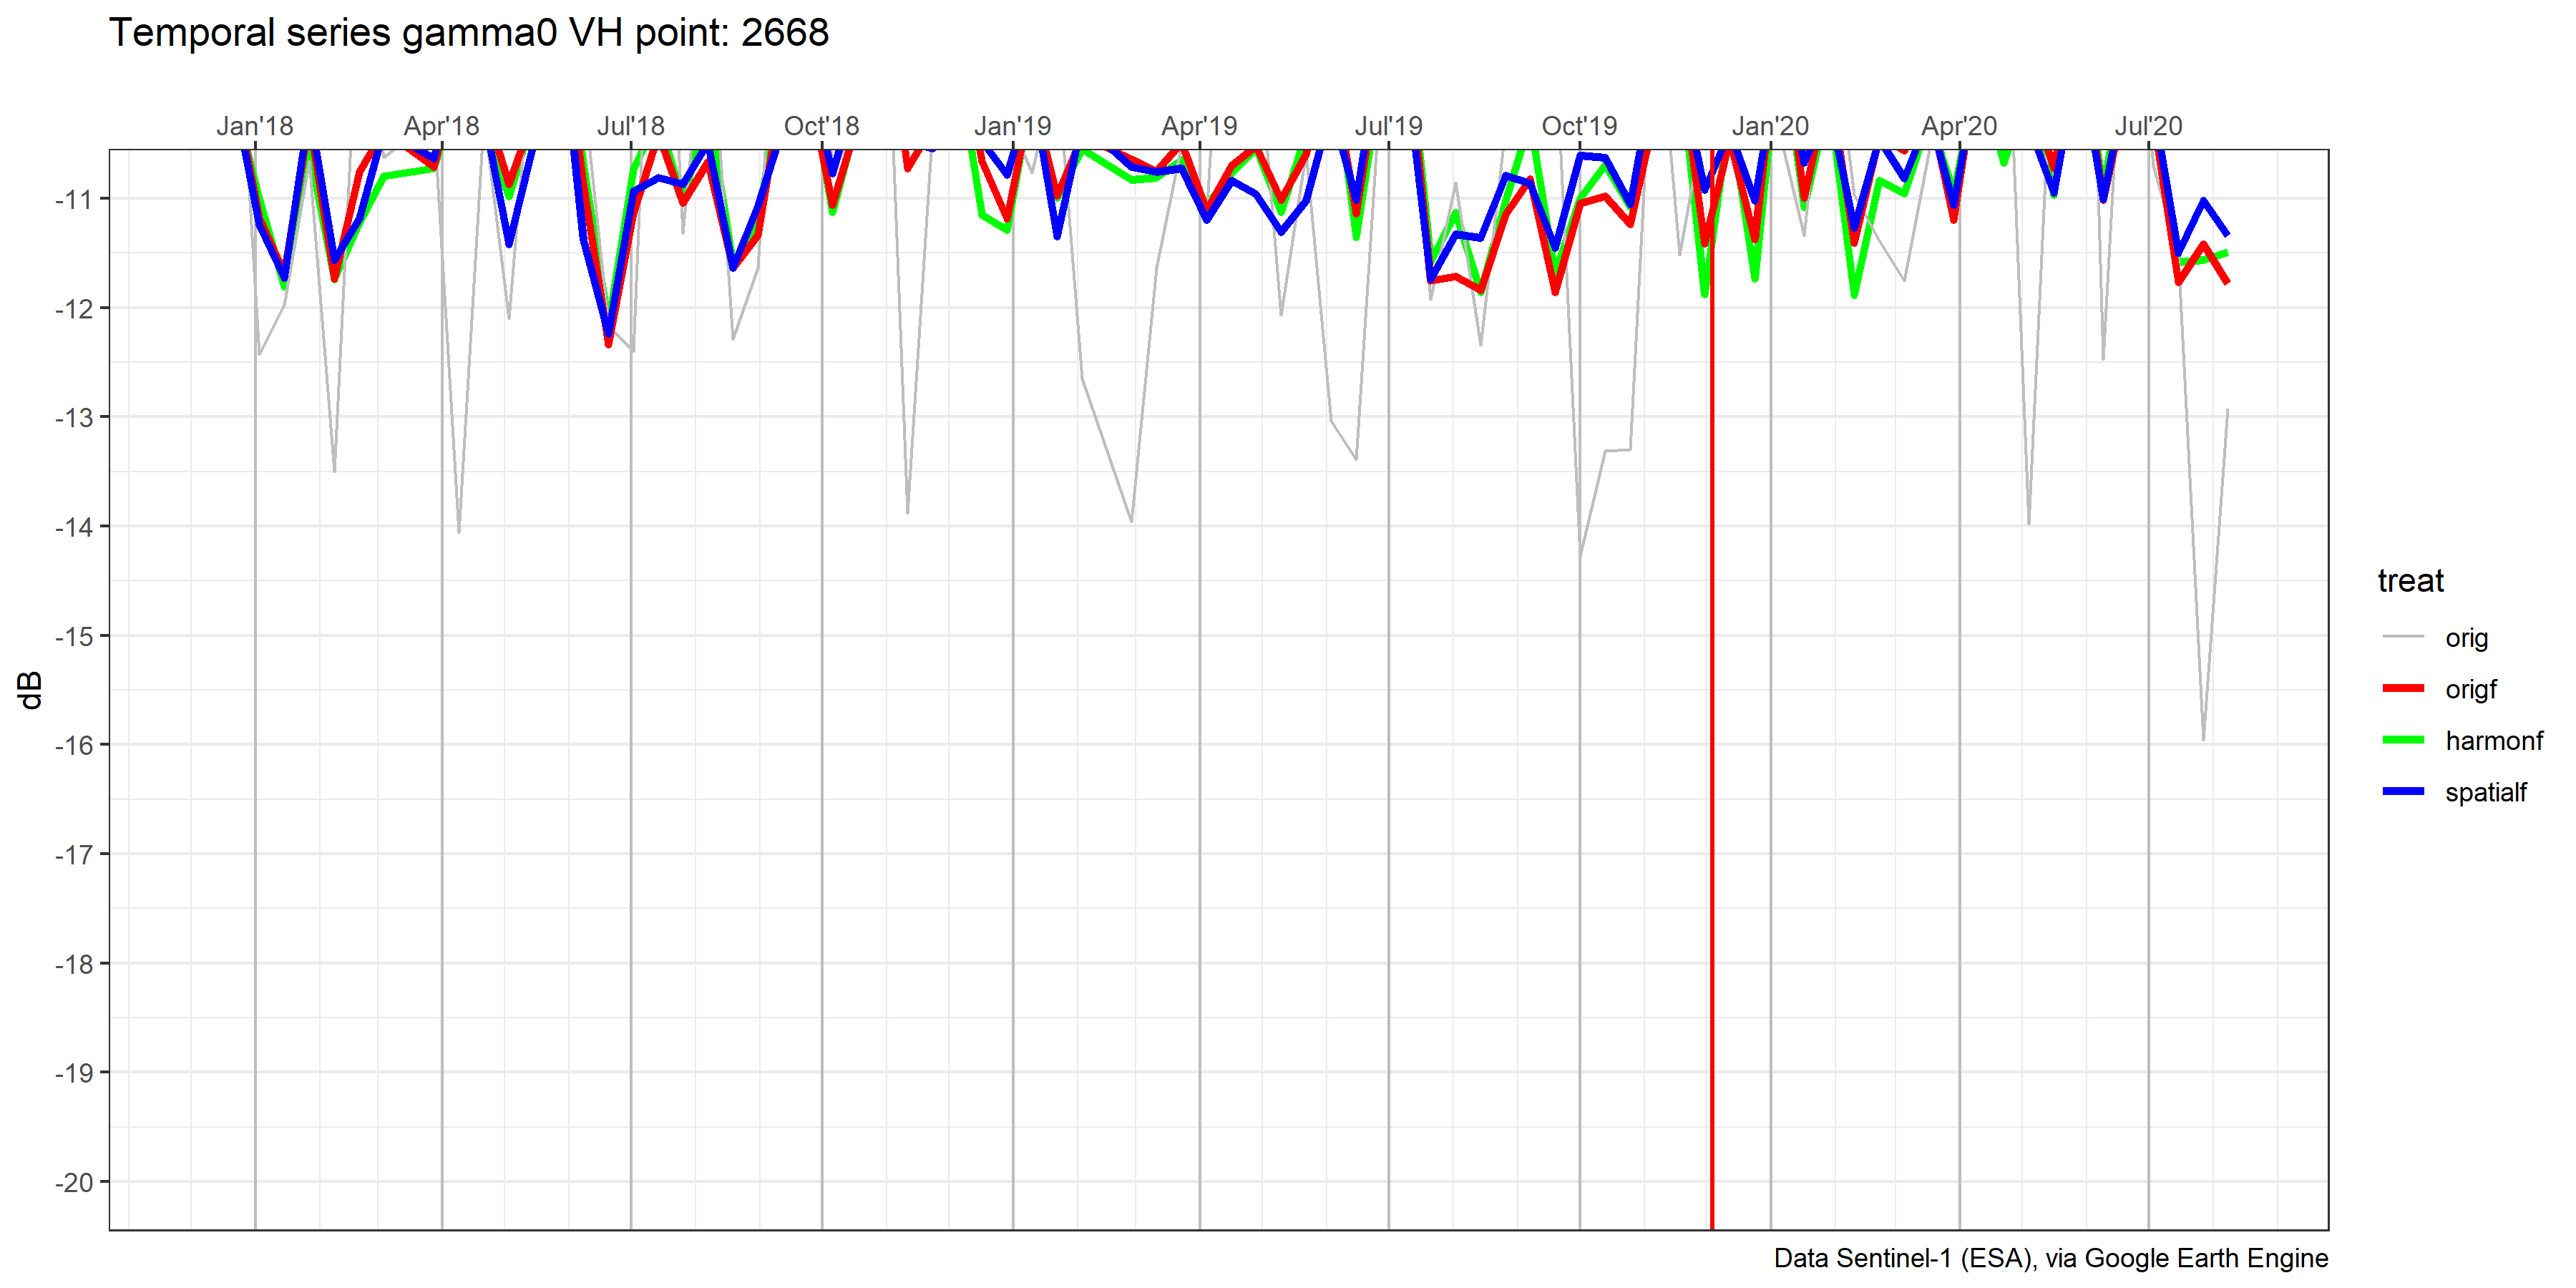 Temporal series gamma0 VH point: 2668
Jan'18 Apr'18 Jul'18 Oct'18 Jan'19 Apr'19 Jul'19 Oct'19 Jan'20 Apr'20 Jul'20
-11
-12
-13
-14
-15
-16
-17
-18
-19
-20
dB
treat
orig
origf
harmonf
spatialf
Data Sentinel-1 (ESA), via Google Earth Engine